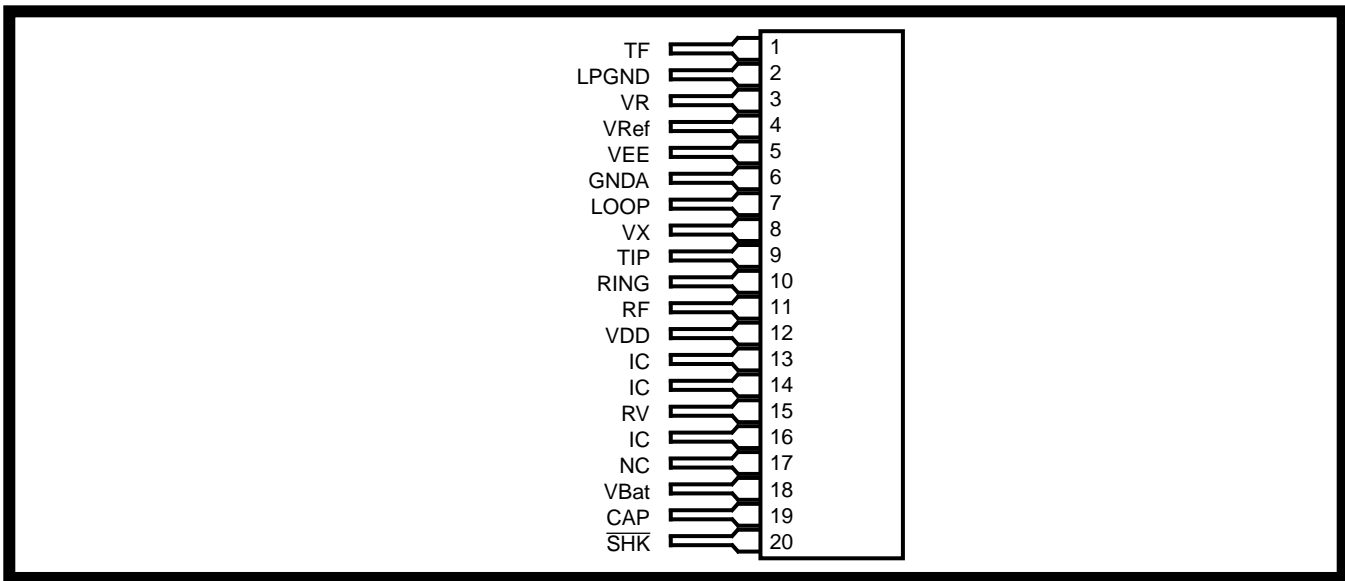 TF 1
LPGND 2
VR 3
VRef 4
VEE 5
GNDA 6
LOOP 7
VX 8
TIP 9
RING 10
RF 11
VDD 12
IC 13
IC 14
RV 15
IC 16
NC 17
VBat 18
CAP 19
S̅H̅K̅ 20